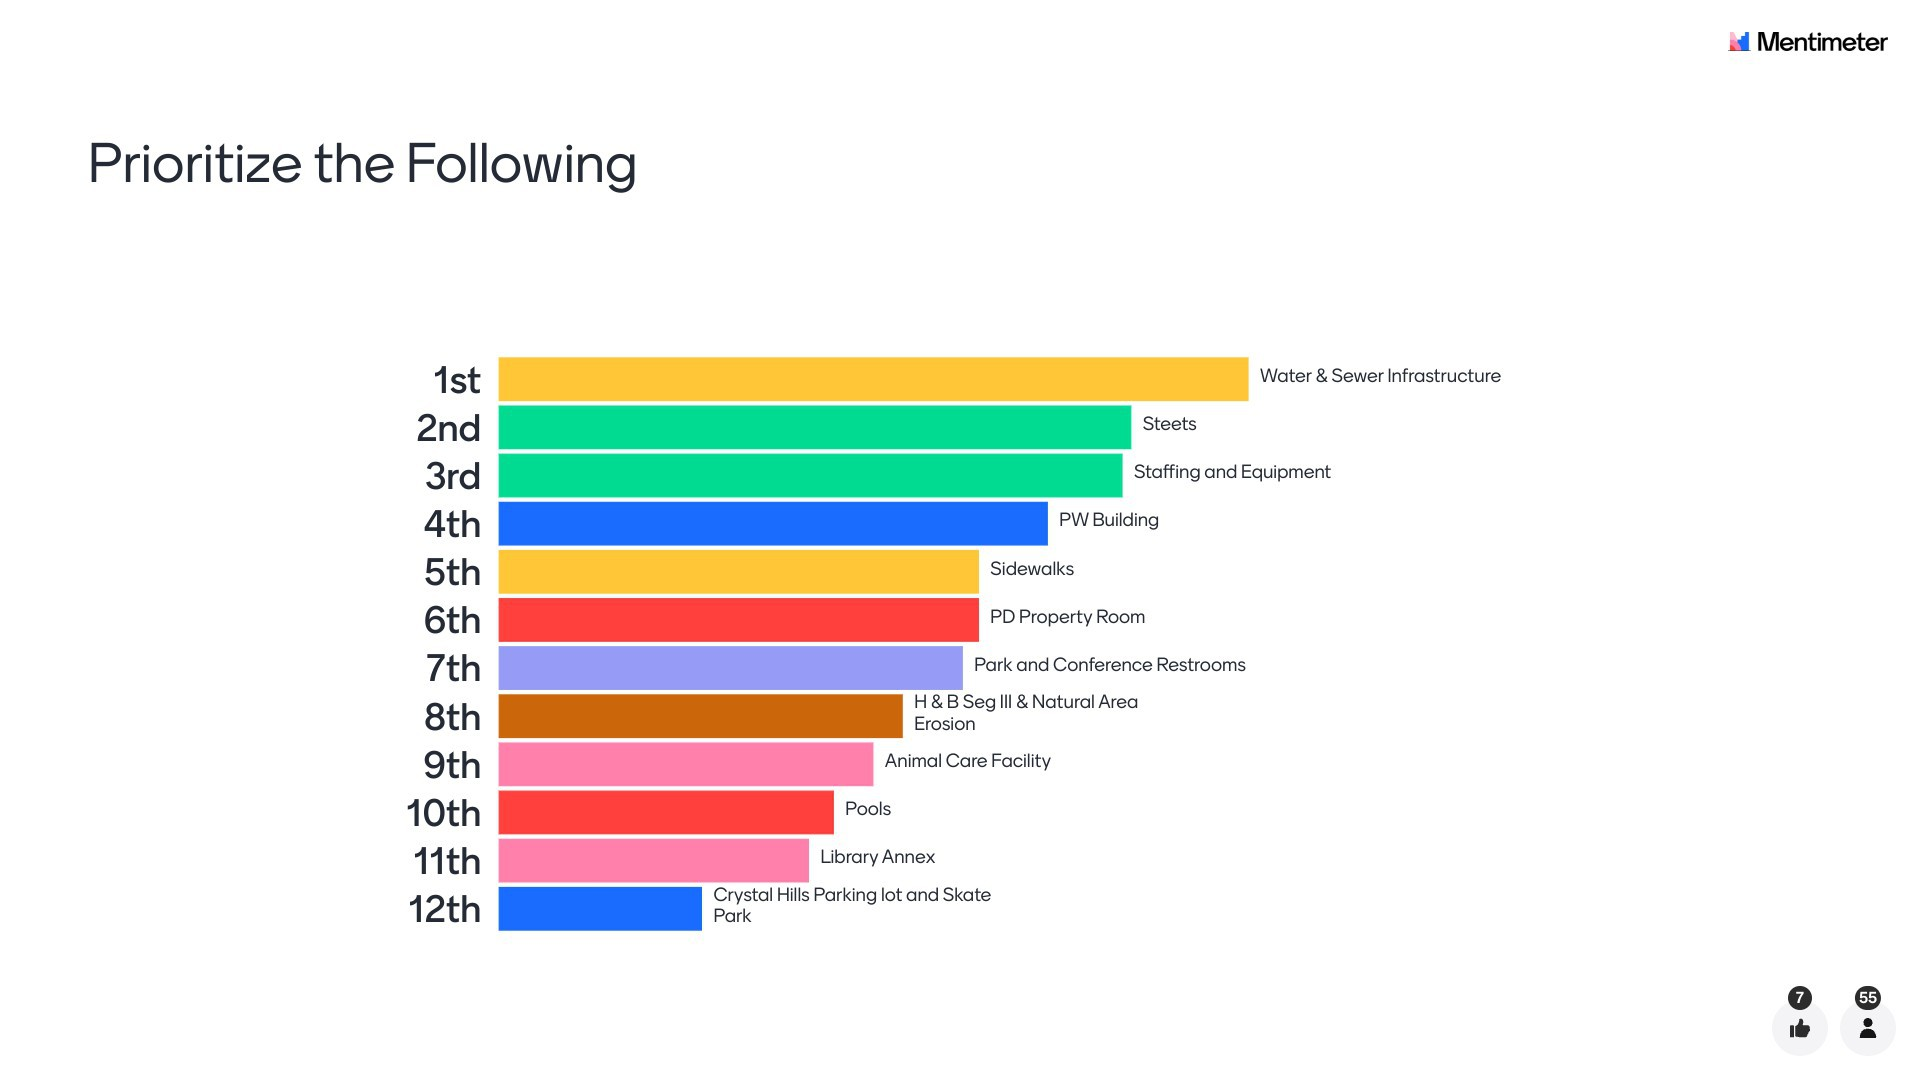 Mentimeter
Prioritize the Following
1st Water & Sewer Infrastructure
2nd Steets
3rd Staffing and Equipment
4th PW Building
5th Sidewalks
6th PD Property Room
7th Park and Conference Restrooms
8th H & B Seg III & Natural Area
Erosion
9th Animal Care Facility
10th Pools
11th Library Annex
12th Crystal Hills Parking lot and Skate
Park
7 55